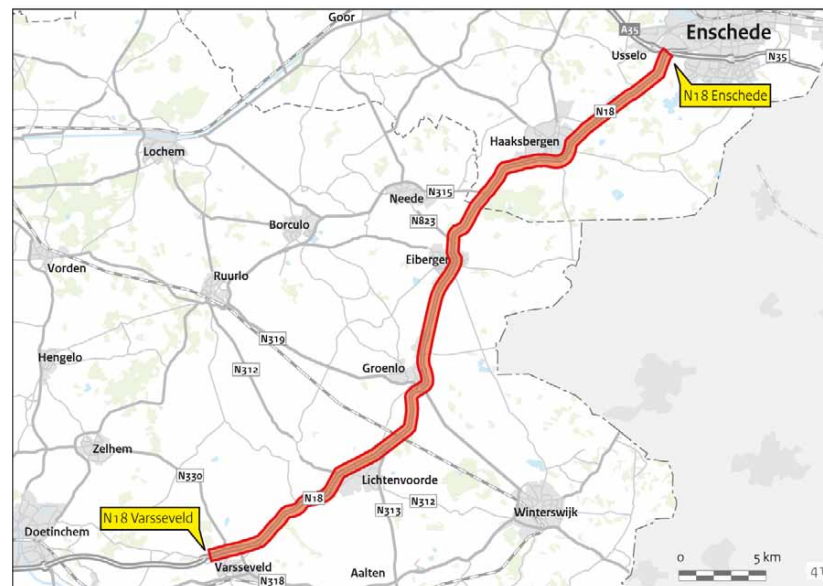 Goor
A35
Enschede
Usselo
N35
N18 Enschede
N18
Haaksbergen
Lochem
Neede
N315
N823
Borculo
Eibergen
Vorden
Ruurlo
N319
Groenlo
N312
Hengelo
Zelhem
N330
Lichtenvoorde
N18
N312
N313
Winterswijk
N18 Varsseveld
Doetinchem
Varsseveld
N318
Aalten
0 5 km
41